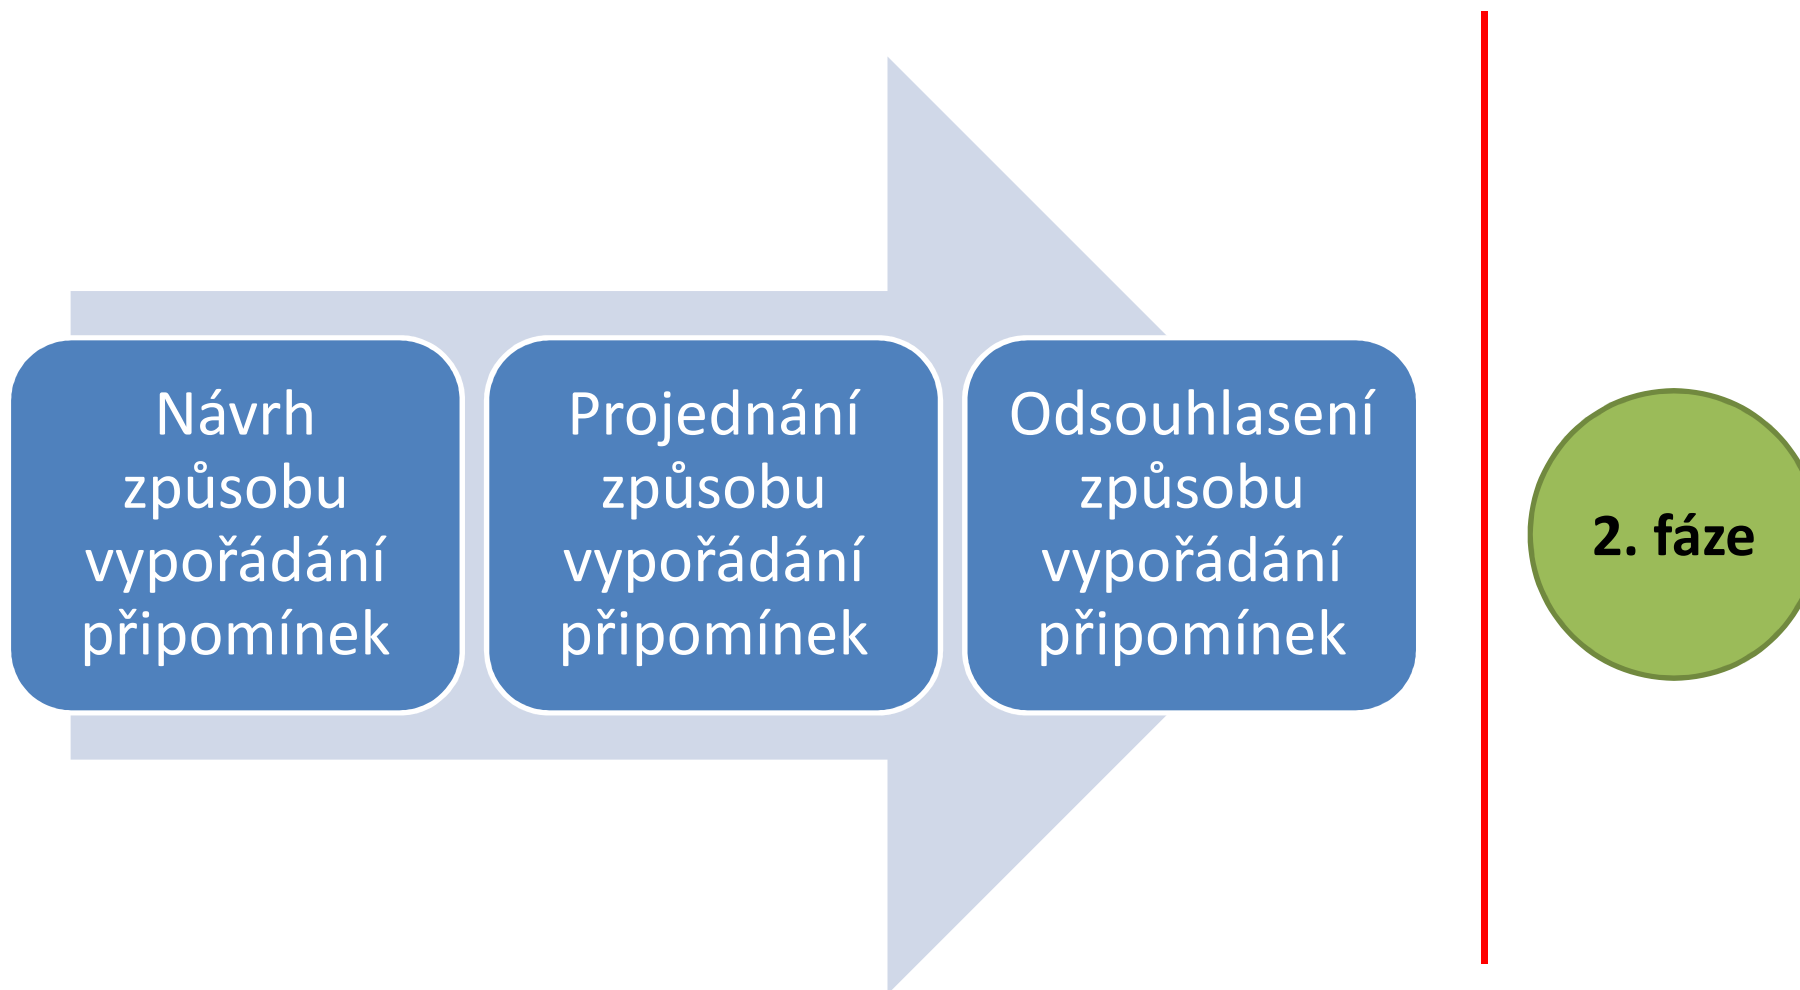 Návrh
způsobu
vypořádání
připomínek
Projednání
způsobu
vypořádání
připomínek
Odsouhlasení
způsobu
vypořádání
připomínek
2. fáze